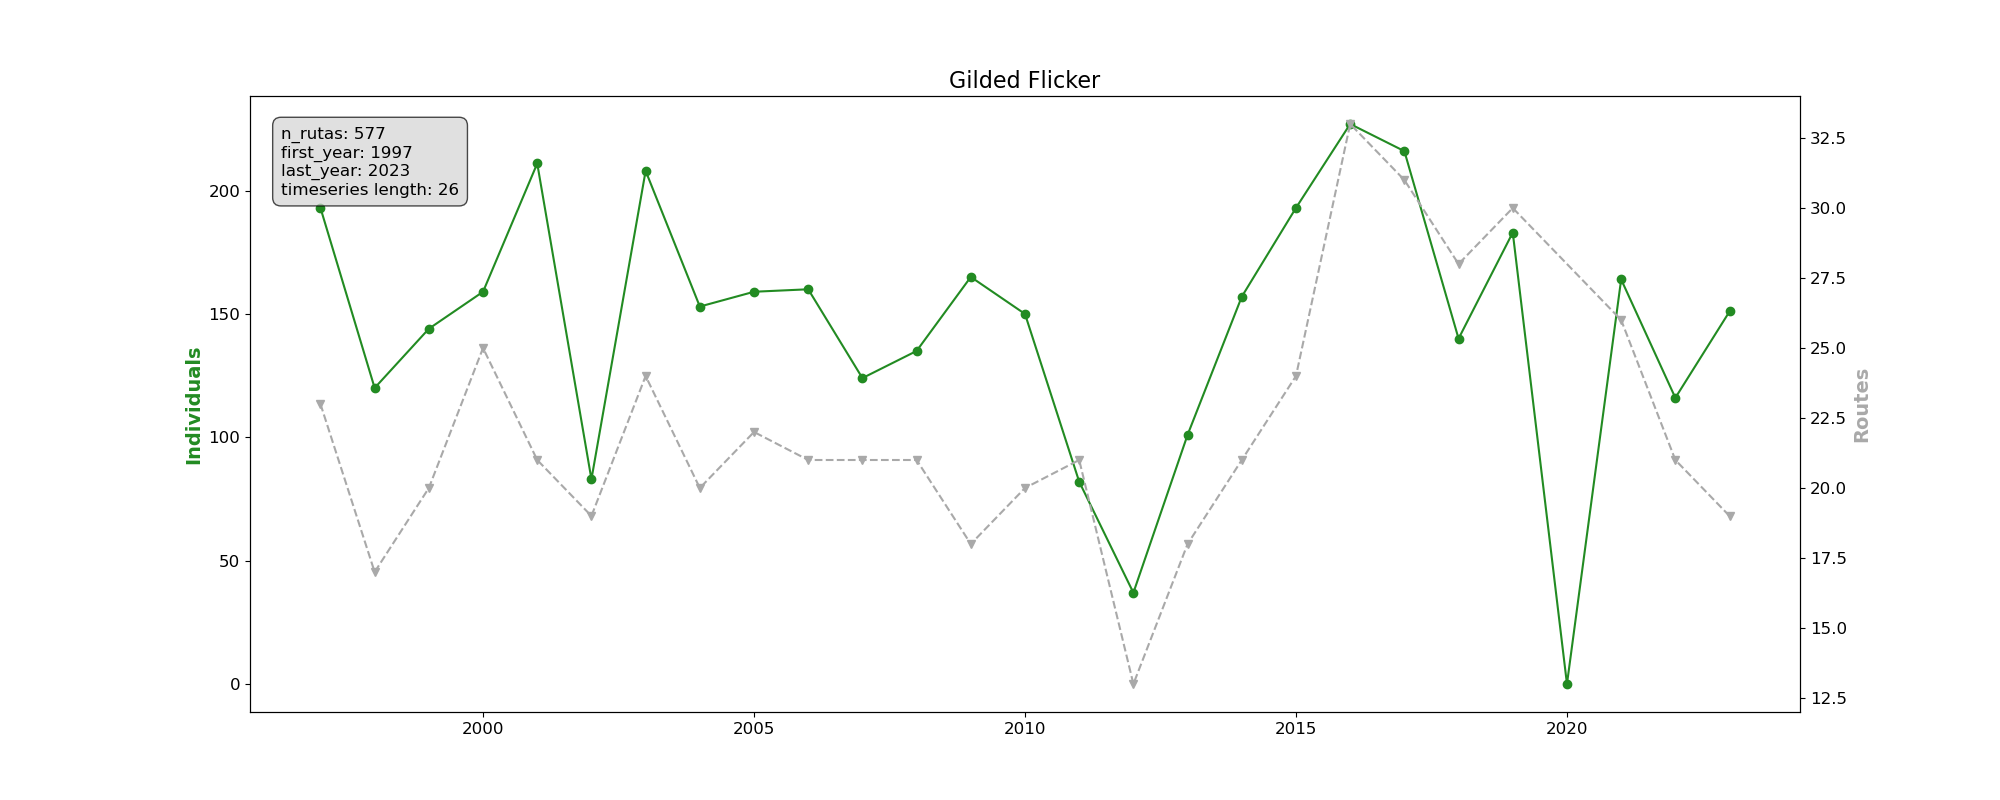 Gilded Flicker
n_rutas: 577
first_year: 1997
last_year: 2023
timeseries length: 26
Individuals
200
150
100
50
0
32.5
30.0
27.5
25.0
22.5
20.0
17.5
15.0
12.5
Routes
2000 2005 2010 2015 2020